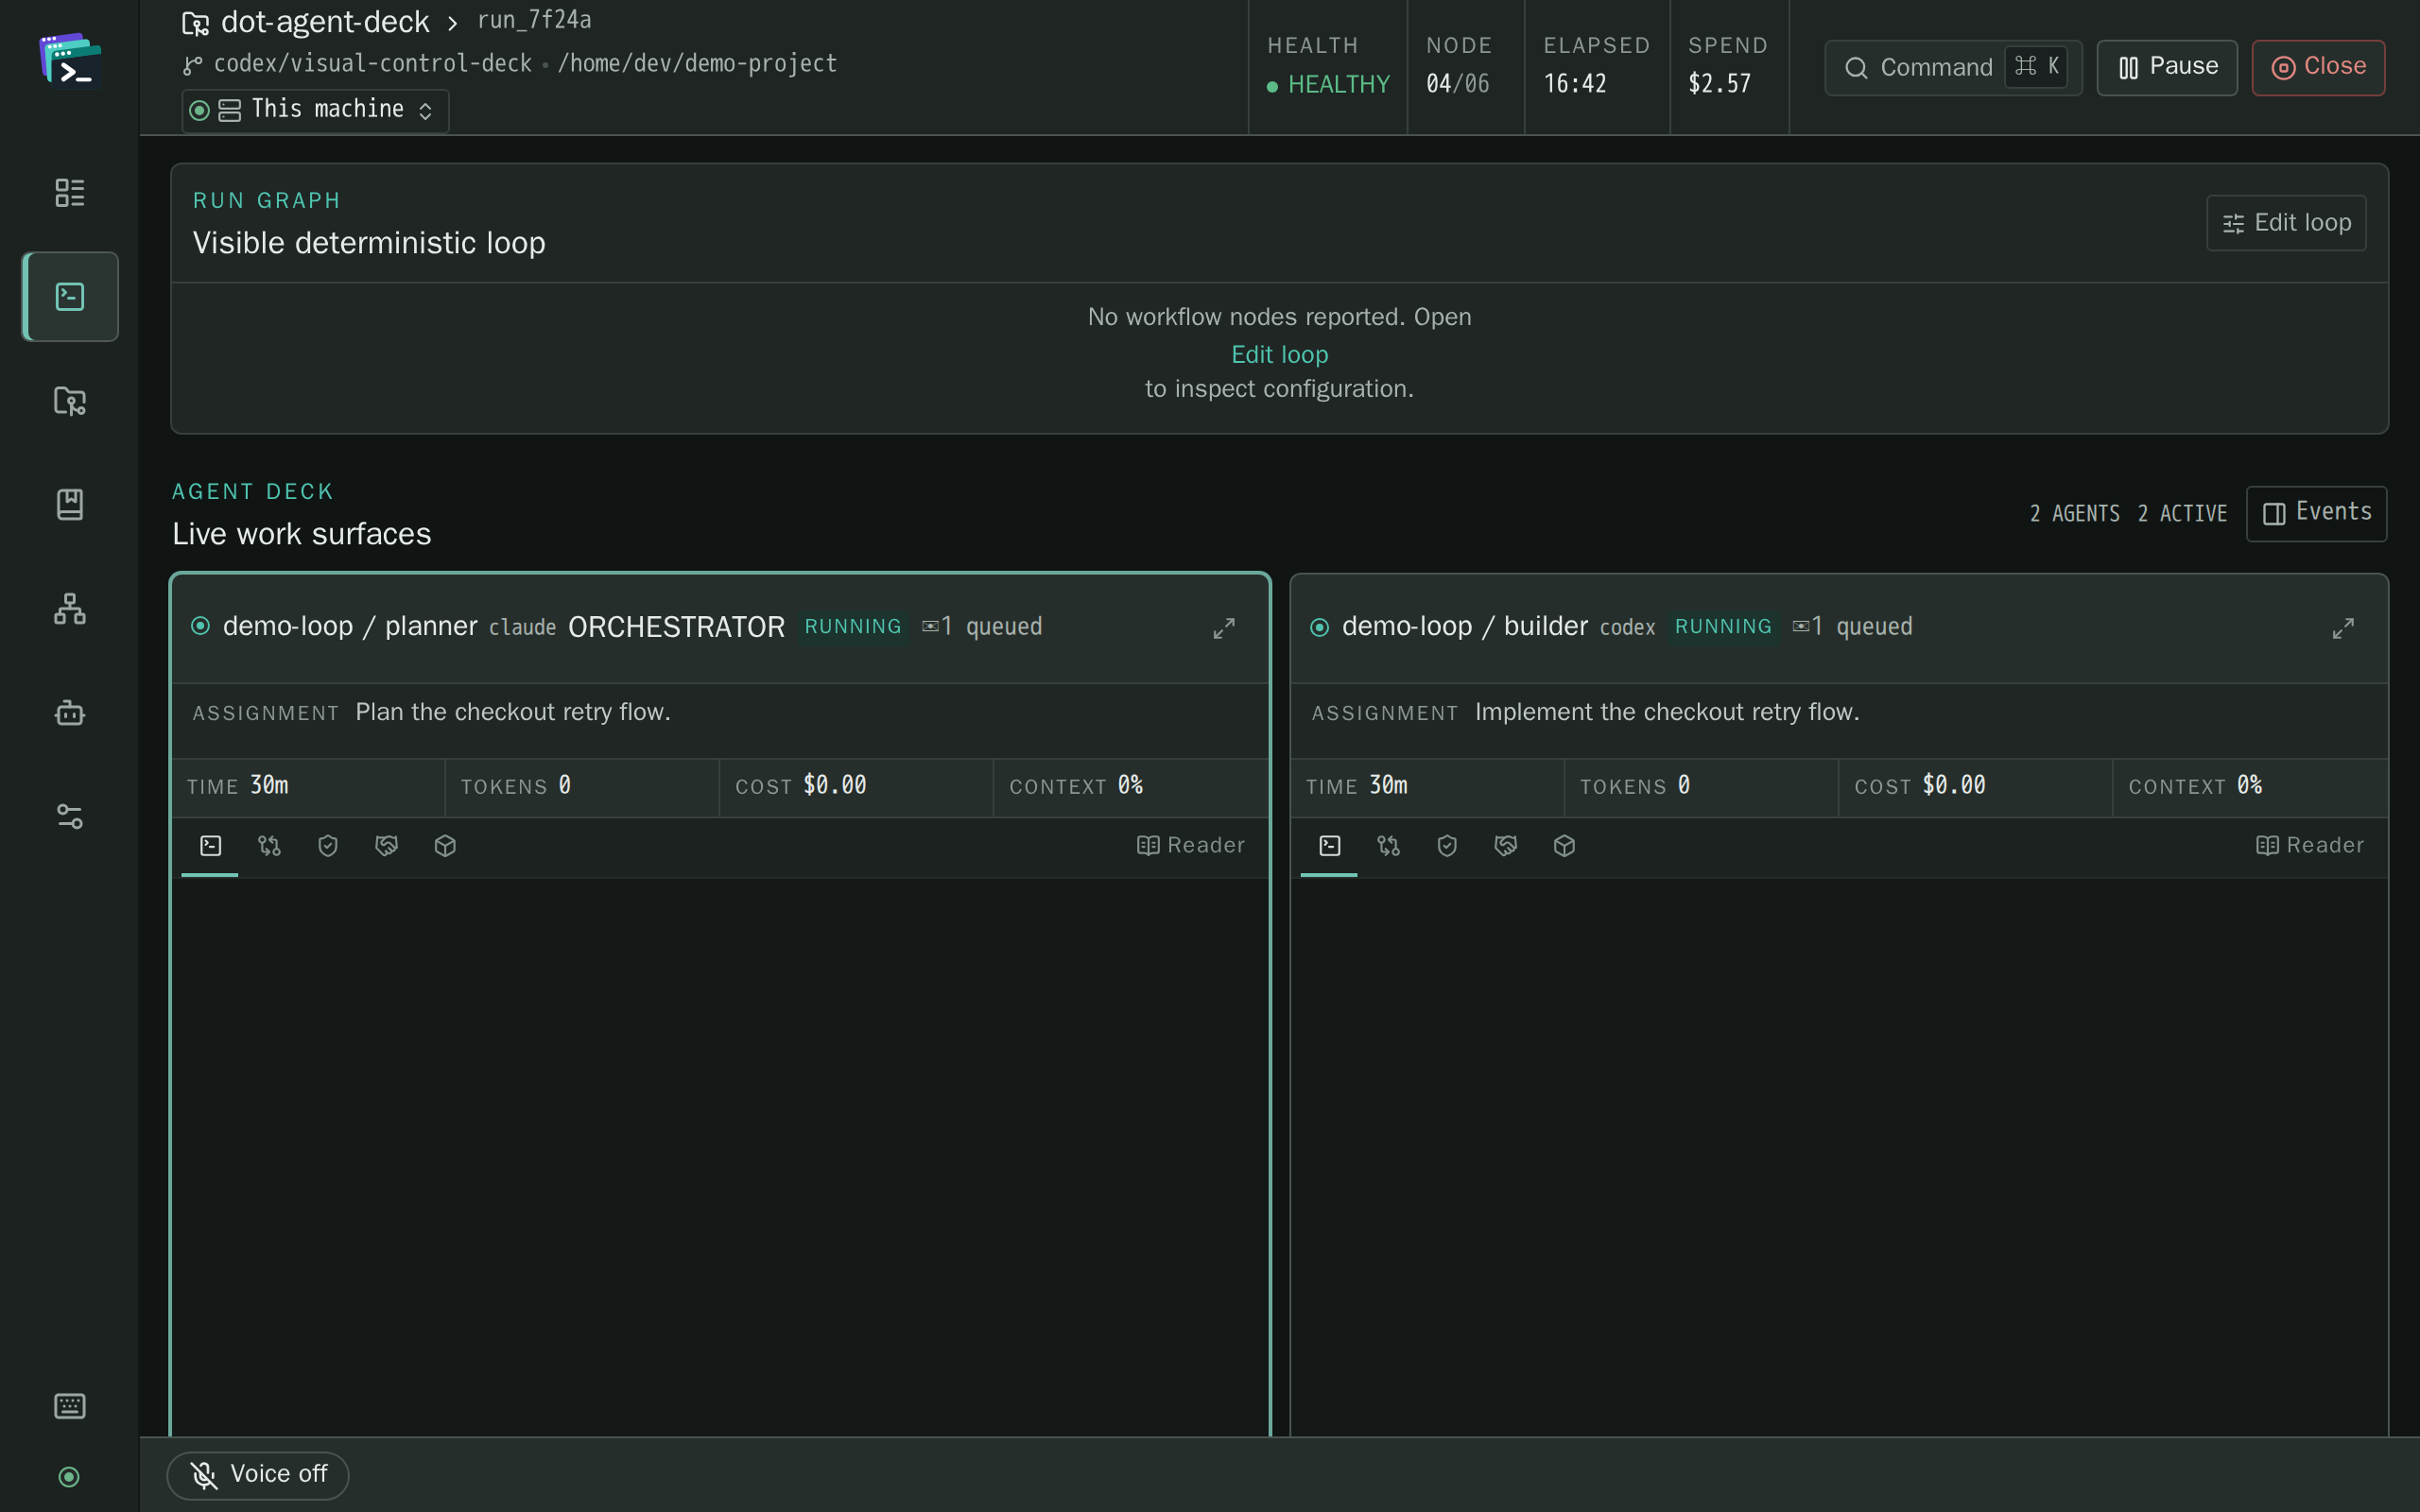 dot-agent-deck › run_7f24a
codex/visual-control-deck • /home/dev/demo-project
This machine
HEALTH
HEALTHY
NODE
04/06
ELAPSED
16:42
SPEND
$2.57
Command ⌘ K
Pause
Close
RUN GRAPH
Visible deterministic loop
Edit loop
No workflow nodes reported. Open
Edit loop
to inspect configuration.
AGENT DECK
Live work surfaces
2 AGENTS 2 ACTIVE
Events
demo-loop / planner claude ORCHESTRATOR RUNNING 1 queued
ASSIGNMENT Plan the checkout retry flow.
TIME 30m TOKENS 0 COST $0.00 CONTEXT 0%
Reader
demo-loop / builder codex RUNNING 1 queued
ASSIGNMENT Implement the checkout retry flow.
TIME 30m TOKENS 0 COST $0.00 CONTEXT 0%
Reader
Voice off